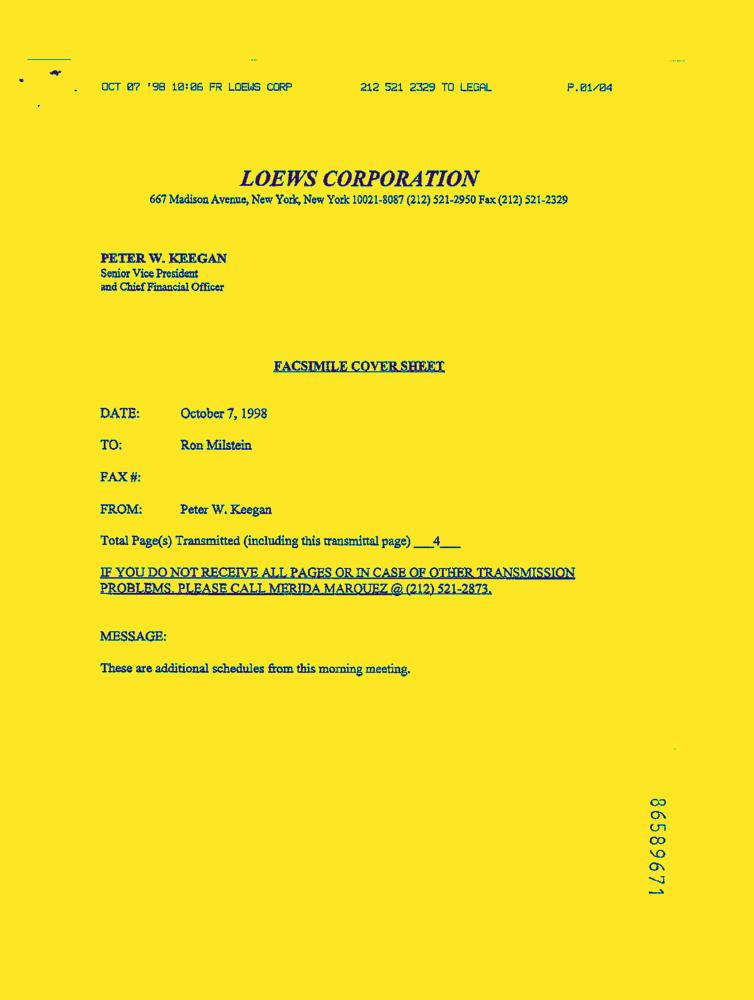 OCT 07 '98 10:06 FR LOEWS CORP 212 521 2329 TO LEGAL P.01/04
LOEWS CORPORATION
667 Madison Avenue, New York, New York 10021-8087 (212) 521-2950 Fax (212) 521-2329
PETER W. KEEGAN
Senior Vice President
and Chief Financial Officer
FACSIMILE COVER SHEET
DATE: October 7, 1998
TO: Ron Milstein
FAX #:
FROM: Peter W. Keegan
Total Page(s) Transmitted (including this transmittal page) __4__
IF YOU DO NOT RECEIVE ALL PAGES OR IN CASE OF OTHER TRANSMISSION
PROBLEMS, PLEASE CALL MERIDA MARQUEZ @ (212) 521-2873.
MESSAGE:
These are additional schedules from this morning meeting.
86589671